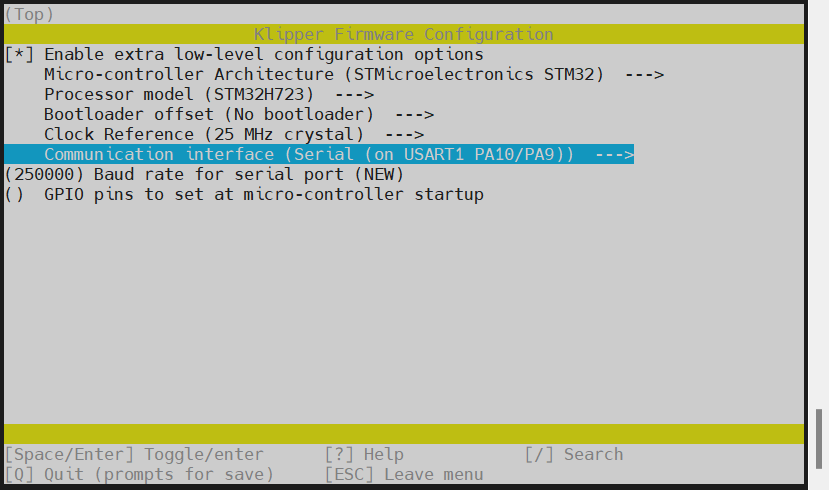 (Top)
Klipper Firmware Configuration
[*] Enable extra low-level configuration options
Micro-controller Architecture (STMicroelectronics STM32)  --->
Processor model (STM32H723)  --->
Bootloader offset (No bootloader)  --->
Clock Reference (25 MHz crystal)  --->
Communication interface (Serial (on USART1 PA10/PA9))  --->
(250000) Baud rate for serial port (NEW)
()  GPIO pins to set at micro-controller startup
[Space/Enter] Toggle/enter      [?] Help            [/] Search
[Q] Quit (prompts for save)     [ESC] Leave menu